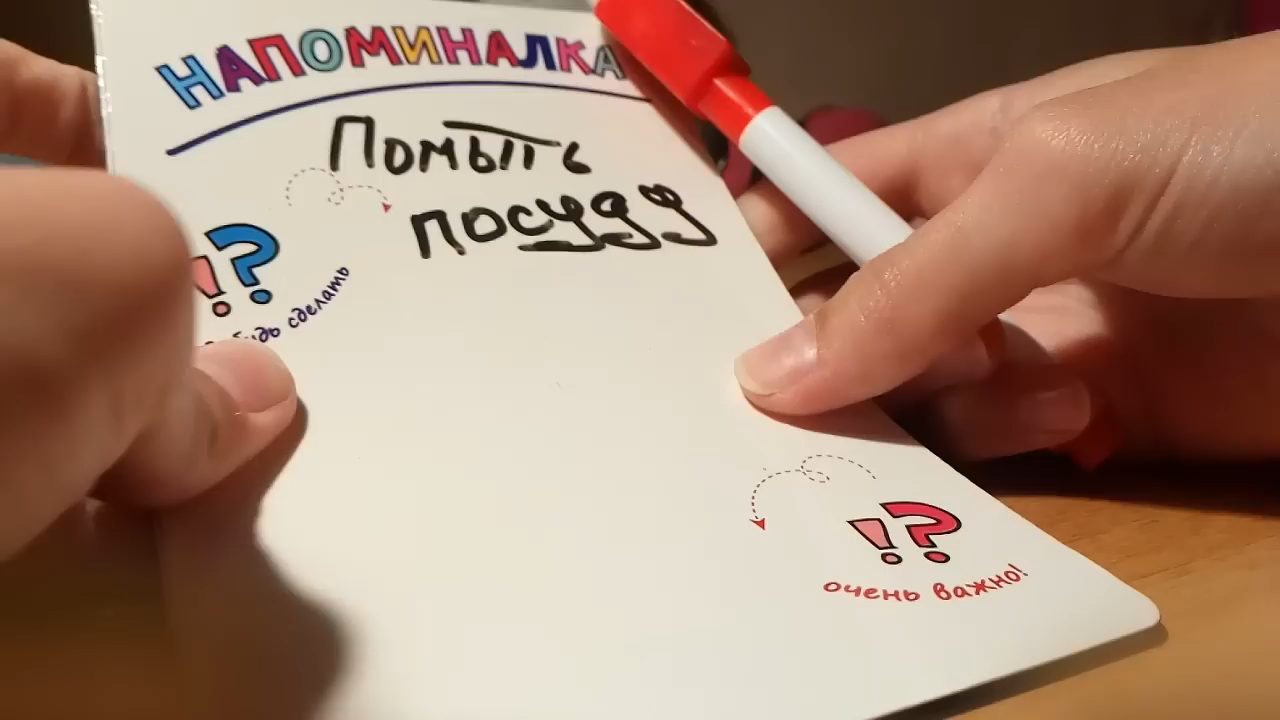 НАПОМИНАЛКА
Помыть
посуду
сделать
очень важно!